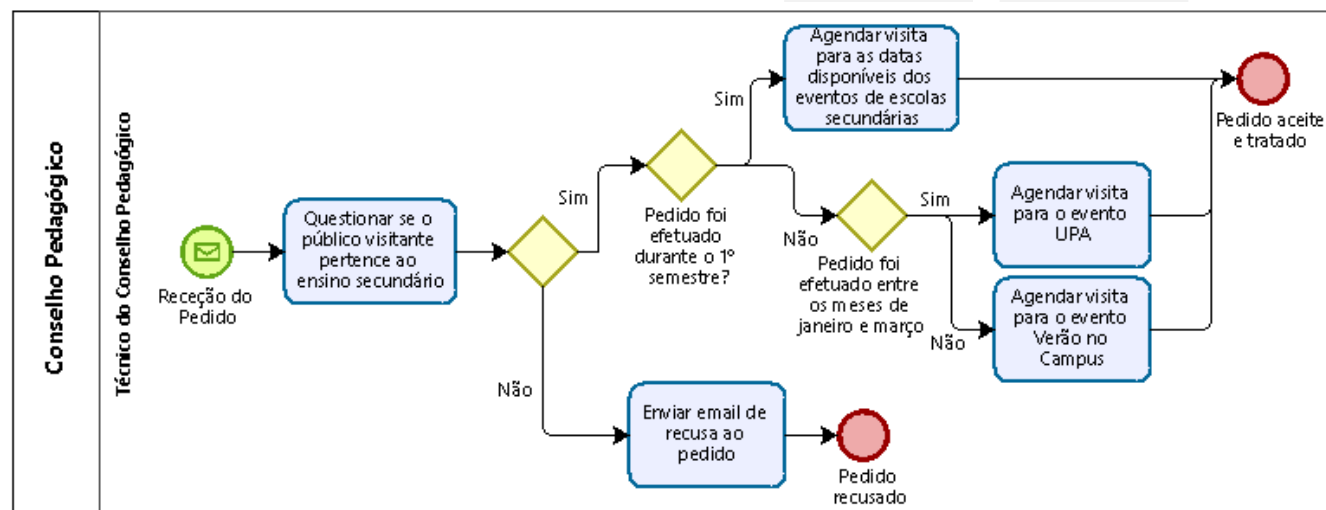 Conselho Pedagógico
Técnico do Conselho Pedagógico
Receção do
Pedido
Questionar se o
público visitante
pertence ao
ensino secundário
Sim
Não
Pedido foi
efetuado
durante o 1º
semestre?
Sim
Não
Agendar visita
para as datas
disponíveis dos
eventos de escolas
secundárias
Pedido foi
efetuado entre
os meses de
janeiro e março
Sim
Não
Agendar visita
para o evento
UPA
Agendar visita
para o evento
Verão no
Campus
Pedido aceite
e tratado
Enviar email de
recusa ao
pedido
Pedido
recusado